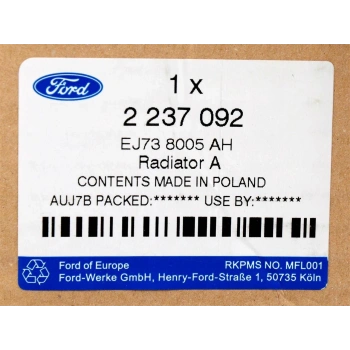 Ford
1 x
2 237 092
EJ73 8005 AH
Radiator A
CONTENTS MADE IN POLAND
AUJ7B PACKED:******* USE BY:*******
Ford of Europe
RKPMS NO. MFL001
Ford-Werke GmbH, Henry-Ford-Straße 1, 50735 Köln